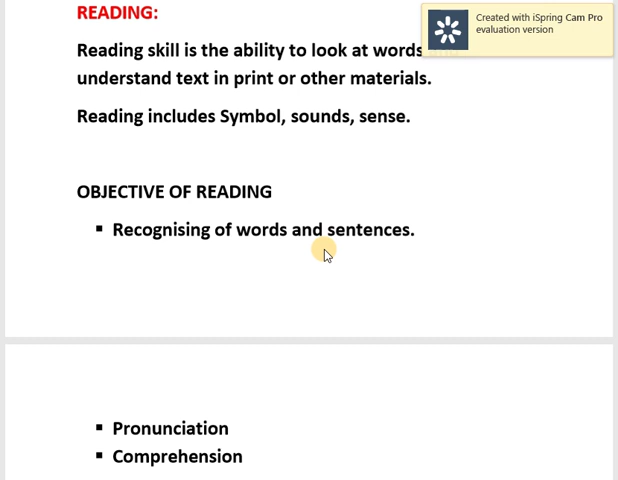 READING:
Created with iSpring Cam Pro
evaluation version
Reading skill is the ability to look at words
understand text in print or other materials.
Reading includes Symbol, sounds, sense.
OBJECTIVE OF READING
▪ Recognising of words and sentences.
▪ Pronunciation
▪ Comprehension